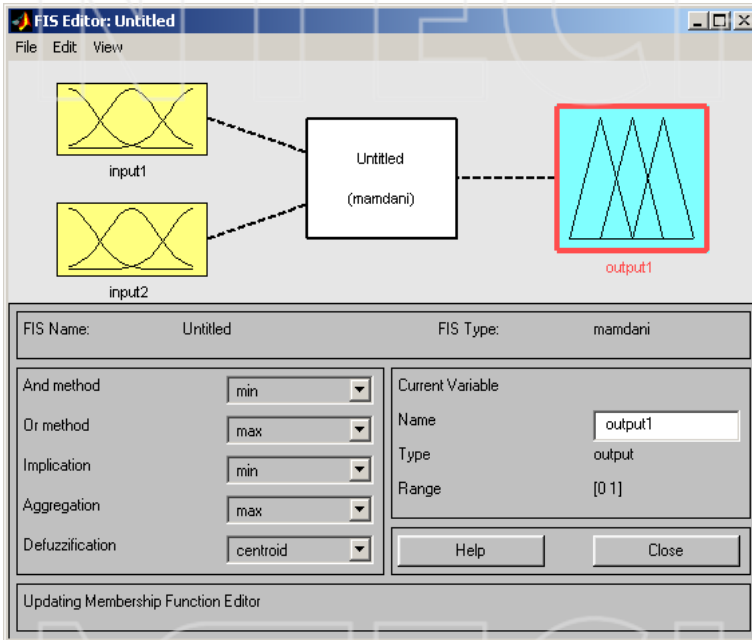 FIS Editor: Untitled
File Edit View
input1
Untitled
(mamdani)
input2
output1
FIS Name: Untitled FIS Type: mamdani
And method min
Or method max
Implication min
Aggregation max
Defuzzification centroid
Current Variable
Name output1
Type output
Range [0 1]
Help Close
Updating Membership Function Editor